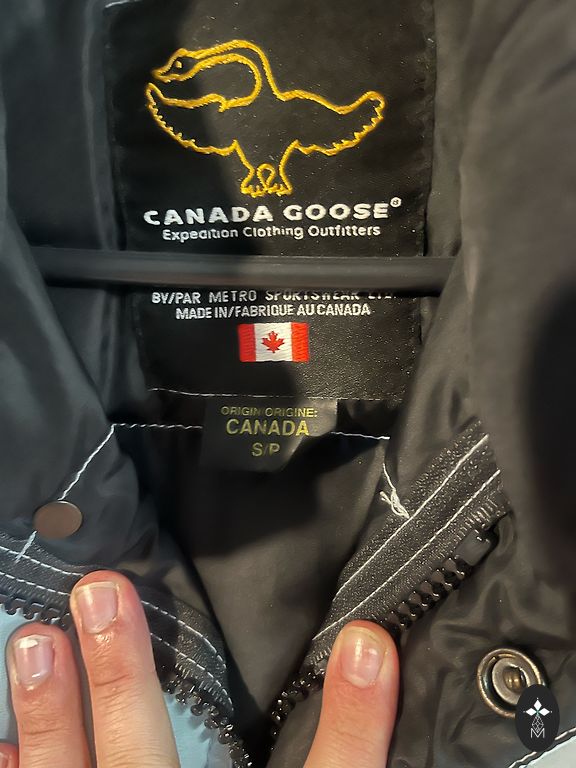 CANADA GOOSE®
Expedition Clothing Outfitters
BY/PAR METRO SPORTSWEAR LTD.
MADE IN/FABRIQUE AU CANADA
ORIGIN/ORIGINE:
CANADA
S/P
M